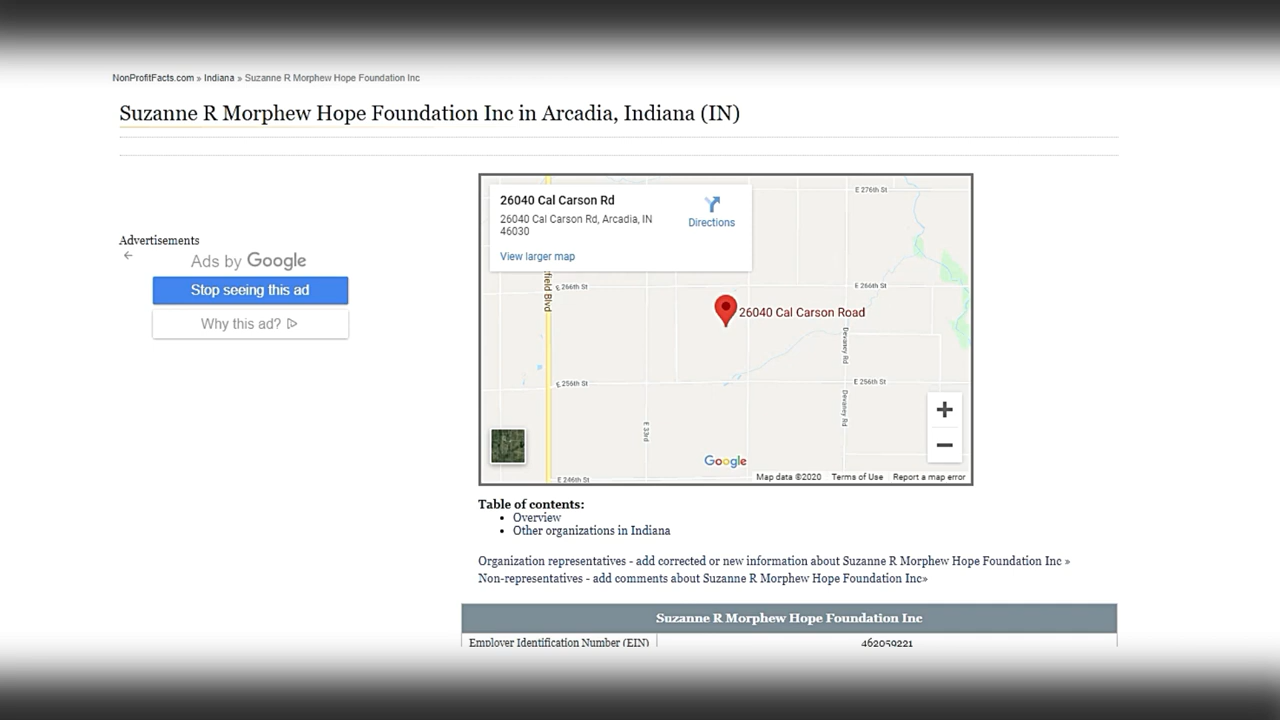 NonProfitFacts.com » Indiana » Suzanne R Morphew Hope Foundation Inc
Suzanne R Morphew Hope Foundation Inc in Arcadia, Indiana (IN)
Advertisements
Ads by Google
Stop seeing this ad
Why this ad?
26040 Cal Carson Rd
26040 Cal Carson Rd, Arcadia, IN
46030
Directions
View larger map
E 276th St
field Blvd
E 266th St
E 266th St
26040 Cal Carson Road
Devaney Rd
E 256th St
E 256th St
Devaney Rd
E 33rd
E 246th St
Google
Map data ©2020 Terms of Use Report a map error
Table of contents:
• Overview
• Other organizations in Indiana
Organization representatives - add corrected or new information about Suzanne R Morphew Hope Foundation Inc »
Non-representatives - add comments about Suzanne R Morphew Hope Foundation Inc»
Suzanne R Morphew Hope Foundation Inc
Employer Identification Number (EIN) 462059221